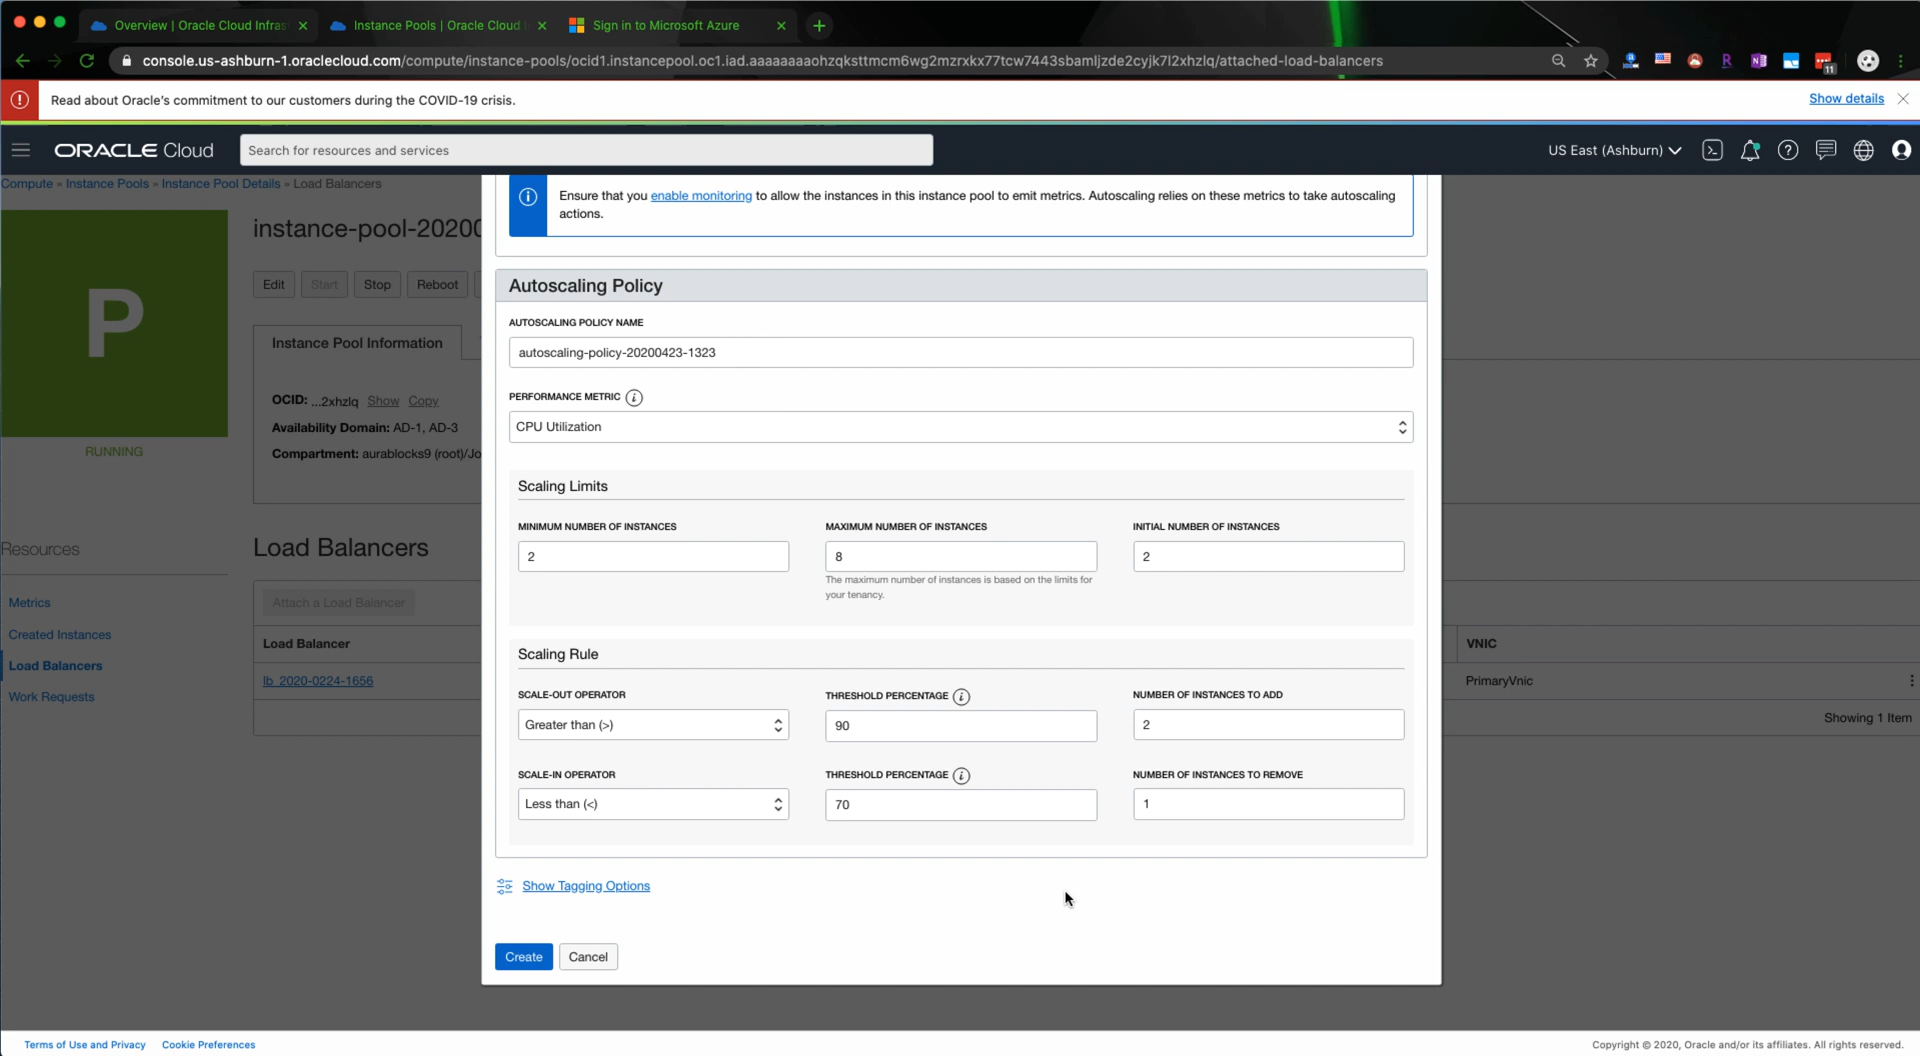 Overview | Oracle Cloud Infras
Instance Pools | Oracle Cloud I
Sign in to Microsoft Azure
console.us-ashburn-1.oraclecloud.com/compute/instance-pools/ocid1.instancepool.oc1.iad.aaaaaaaaohzqksttmcm6wg2mzrxkx77tcw7443sbamljzde2cyjk7l2xhzlq/attached-load-balancers
11
Read about Oracle's commitment to our customers during the COVID-19 crisis.
Show details
ORACLE Cloud
Search for resources and services
US East (Ashburn)
Compute » Instance Pools » Instance Pool Details » Load Balancers
Ensure that you enable monitoring to allow the instances in this instance pool to emit metrics. Autoscaling relies on these metrics to take autoscaling
actions.
P
RUNNING
instance-pool-2020
Edit
Start
Stop
Reboot
Instance Pool Information
OCID: ...2xhzlq Show Copy
Availability Domain: AD-1, AD-3
Compartment: aurablocks9 (root)/Jo
Resources
Metrics
Created Instances
Load Balancers
Work Requests
Load Balancers
Attach a Load Balancer
Load Balancer
lb_2020-0224-1656
VNIC
PrimaryVnic
Showing 1 Item
Autoscaling Policy
AUTOSCALING POLICY NAME
autoscaling-policy-20200423-1323
PERFORMANCE METRIC
CPU Utilization
Scaling Limits
MINIMUM NUMBER OF INSTANCES
MAXIMUM NUMBER OF INSTANCES
INITIAL NUMBER OF INSTANCES
2
8
2
The maximum number of instances is based on the limits for
your tenancy.
Scaling Rule
SCALE-OUT OPERATOR
THRESHOLD PERCENTAGE
NUMBER OF INSTANCES TO ADD
Greater than (>)
90
2
SCALE-IN OPERATOR
THRESHOLD PERCENTAGE
NUMBER OF INSTANCES TO REMOVE
Less than (<)
70
1
Show Tagging Options
Create
Cancel
Terms of Use and Privacy
Cookie Preferences
Copyright © 2020, Oracle and/or its affiliates. All rights reserved.